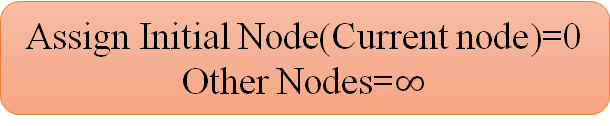 Assign Initial Node(Current node)=0
Other Nodes=∞